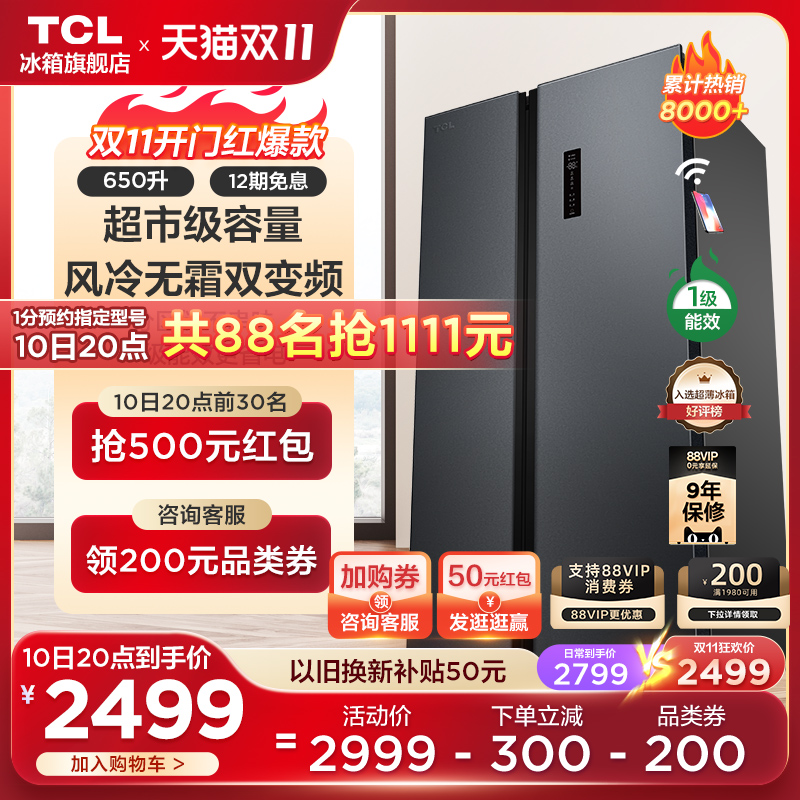 TCL
冰箱旗舰店
x
天猫双11
累计热销
8000+
双11开门红爆款
650升
12期免息
超市级容量
风冷无霜双变频
1分预约指定型号
10日20点
共88名抢1111元
TCL
1级
能效
入选超薄冰箱
好评榜
10日20点前30名
抢500元红包
88VIP
0元享延保
9年
保修
咨询客服
领200元品类券
加购券
领
咨询客服
50元红包
¥
发逛逛赢
支持88VIP
消费券
88VIP更优惠
¥200
满1980可用
下拉详情领取
10日20点到手价
¥2499
加入购物车 >
以旧换新补贴50元
日常到手价
2799
VS
双11狂欢价
2499
活动价
下单立减
品类券
=2999-300-200